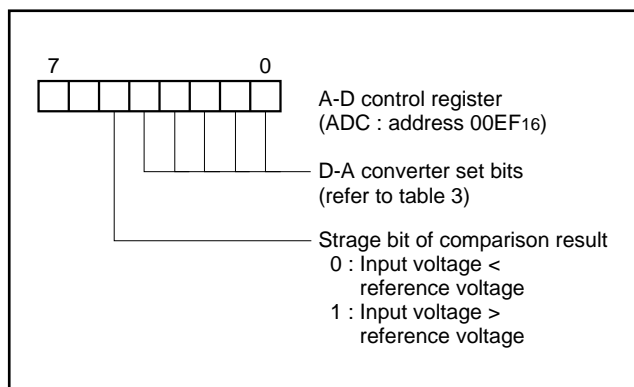 7 0
A-D control register
(ADC : address 00EF16)
D-A converter set bits
(refer to table 3)
Strage bit of comparison result
0 : Input voltage <
reference voltage
1 : Input voltage >
reference voltage